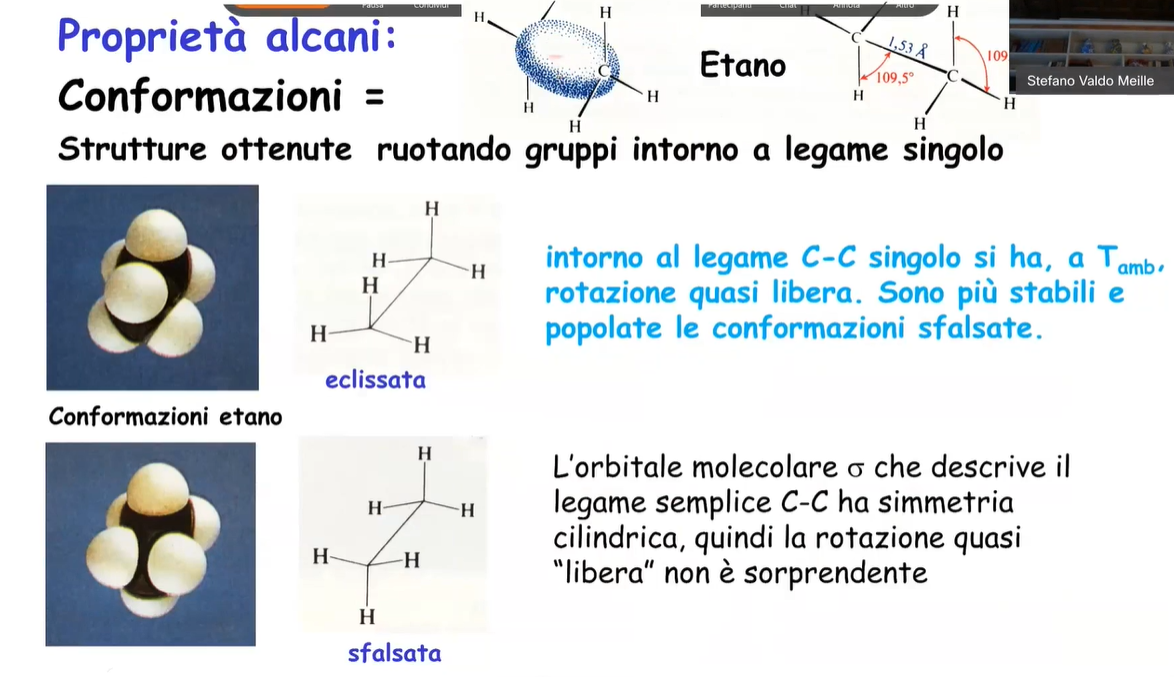 Pausa
Condividi
Partecipanti
Chat
Annota
Altro
Proprietà alcani:
Conformazioni =
Etano
H
H
C
H
H
H
H
C
1,53 Å
109,5°
H
C
H
109
H
H
Stefano Valdo Meille
Strutture ottenute ruotando gruppi intorno a legame singolo
H
H
H
H
H
H
eclissata
intorno al legame C-C singolo si ha, a Tamb,
rotazione quasi libera. Sono più stabili e
popolate le conformazioni sfalsate.
Conformazioni etano
H
H
H
H
H
H
sfalsata
L'orbitale molecolare σ che descrive il
legame semplice C-C ha simmetria
cilindrica, quindi la rotazione quasi
“libera” non è sorprendente